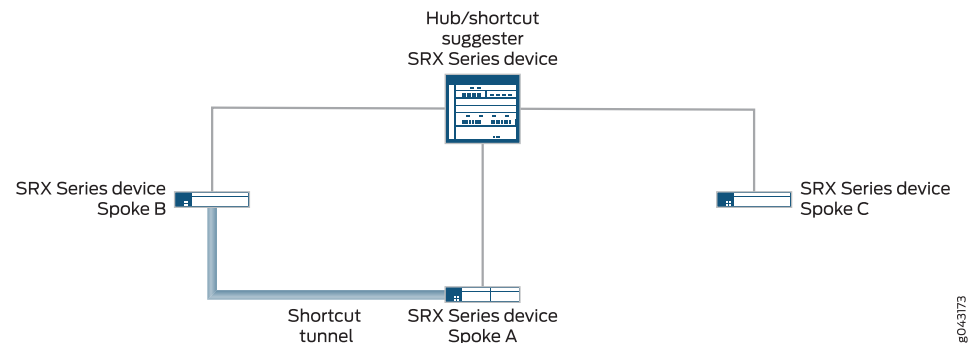 Hub/shortcut
suggester
SRX Series device
SRX Series device
Spoke B
SRX Series device
Spoke C
Shortcut
tunnel
SRX Series device
Spoke A
g043173